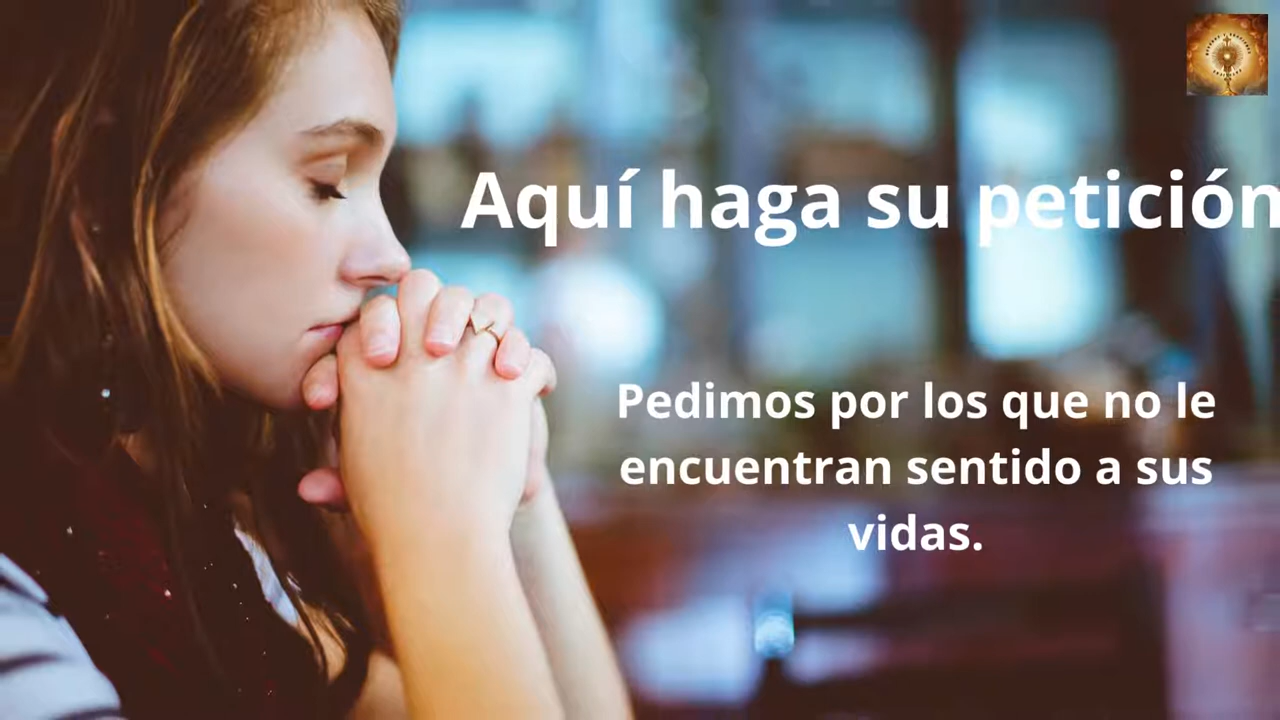 Aquí haga su petición
Pedimos por los que no le
encuentran sentido a sus
vidas.